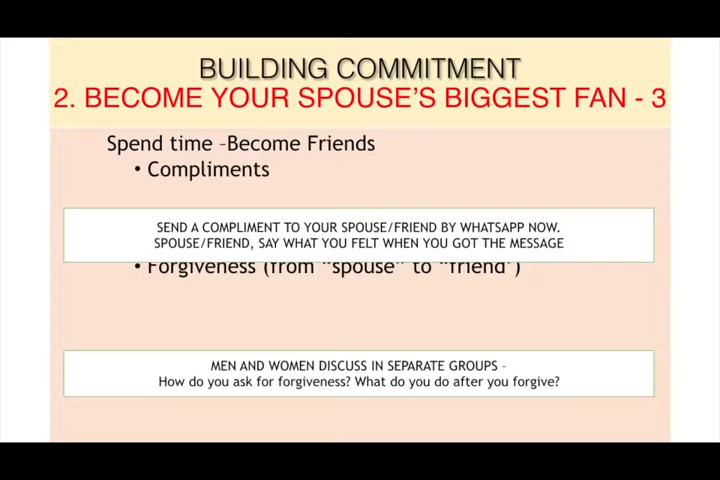 BUILDING COMMITMENT
2. BECOME YOUR SPOUSE'S BIGGEST FAN - 3
Spend time –Become Friends
• Compliments
SEND A COMPLIMENT TO YOUR SPOUSE/FRIEND BY WHATSAPP NOW.
SPOUSE/FRIEND, SAY WHAT YOU FELT WHEN YOU GOT THE MESSAGE
• Forgiveness (from "spouse" to "friend")
MEN AND WOMEN DISCUSS IN SEPARATE GROUPS –
How do you ask for forgiveness? What do you do after you forgive?